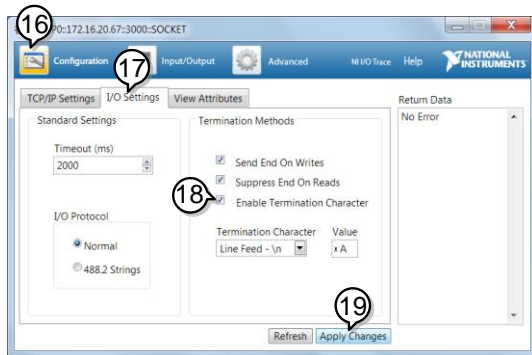 16
P0::172.16.20.67::3000::SOCKET
Configuration Input/Output Advanced NI I/O Trace Help NATIONAL INSTRUMENTS
17
TCP/IP Settings I/O Settings View Attributes
Return Data
Standard Settings
Timeout (ms)
2000
I/O Protocol
Normal
488.2 Strings
Termination Methods
Send End On Writes
Suppress End On Reads
18
Enable Termination Character
Termination Character Value
Line Feed - \n x A
No Error
19
Refresh Apply Changes